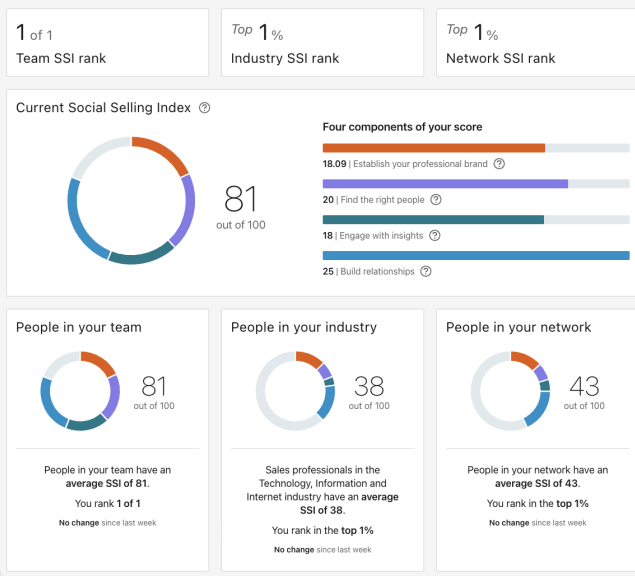 1 of 1
Team SSI rank
Top 1%
Industry SSI rank
Top 1%
Network SSI rank
Current Social Selling Index ?
81
out of 100
Four components of your score
18.09 | Establish your professional brand ?
20 | Find the right people ?
18 | Engage with insights ?
25 | Build relationships ?
People in your team
81
out of 100
People in your team have an
average SSI of 81.
You rank 1 of 1
No change since last week
People in your industry
38
out of 100
Sales professionals in the
Technology, Information and
Internet industry have an average
SSI of 38.
You rank in the top 1%
No change since last week
People in your network
43
out of 100
People in your network have an
average SSI of 43.
You rank in the top 1%
No change since last week